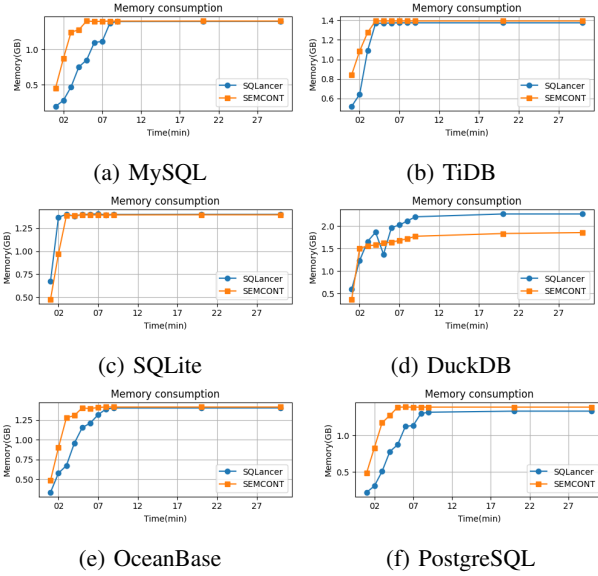 Memory consumption
Memory(GB)
1.0
0.5
SQLancer
SEMCONT
02 07 12 17 22 27
Time(min)
(a) MySQL
Memory consumption
Memory(GB)
1.4
1.2
1.0
0.8
0.6
SQLancer
SEMCONT
02 07 12 17 22 27
Time(min)
(b) TiDB
Memory consumption
Memory(GB)
1.25
1.00
0.75
0.50
SQLancer
SEMCONT
02 07 12 17 22 27
Time(min)
(c) SQLite
Memory consumption
Memory(GB)
2.0
1.5
1.0
0.5
SQLancer
SEMCONT
02 07 12 17 22 27
Time(min)
(d) DuckDB
Memory consumption
Memory(GB)
1.25
1.00
0.75
0.50
SQLancer
SEMCONT
02 07 12 17 22 27
Time(min)
(e) OceanBase
Memory consumption
Memory(GB)
1.0
0.5
SQLancer
SEMCONT
02 07 12 17 22 27
Time(min)
(f) PostgreSQL